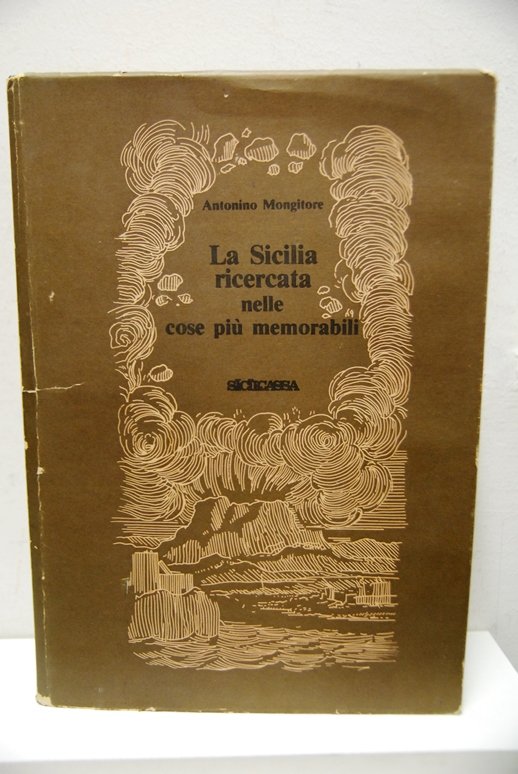 Antonino Mongitore
La Sicilia
ricercata
nelle
cose più memorabili
SICILCASSA